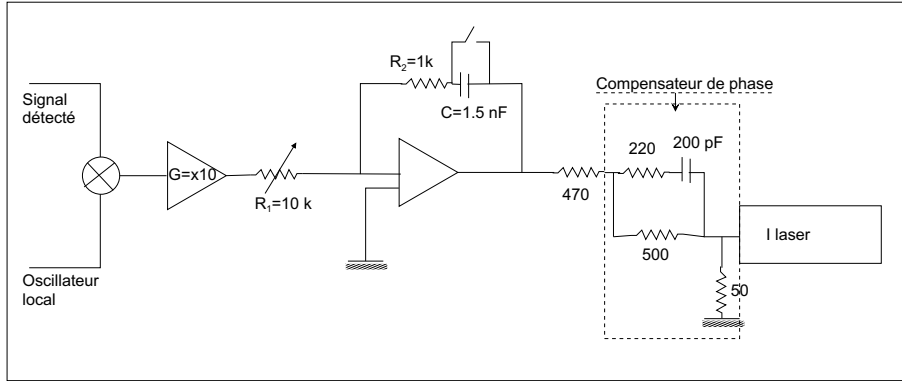 Signal
détecté
Oscillateur
local
G=x10
R₁=10 k
R₂=1k
C=1.5 nF
470
Compensateur de phase
220
200 pF
500
50
I laser